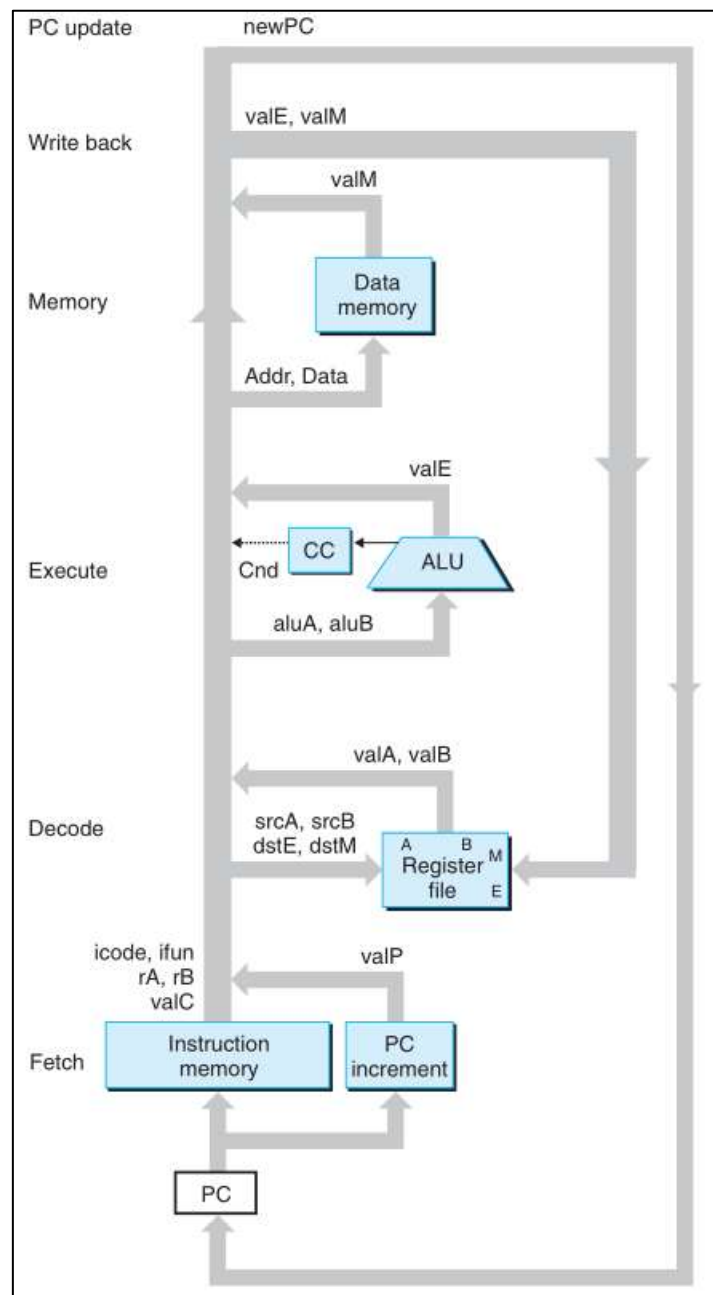 PC update
newPC
Write back
valE, valM
valM
Memory
Data
memory
Addr, Data
valE
Execute
CC
ALU
Cnd
aluA, aluB
valA, valB
Decode
srcA, srcB
dstE, dstM
A
B
M
Register
file
E
icode, ifun
rA, rB
valC
valP
Fetch
Instruction
memory
PC
increment
PC